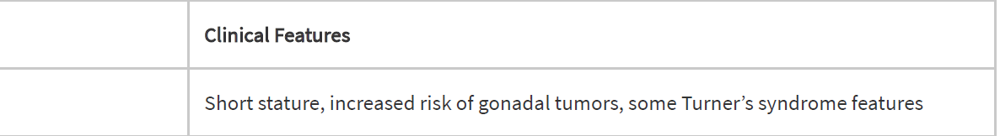 Clinical Features
Short stature, increased risk of gonadal tumors, some Turner’s syndrome features